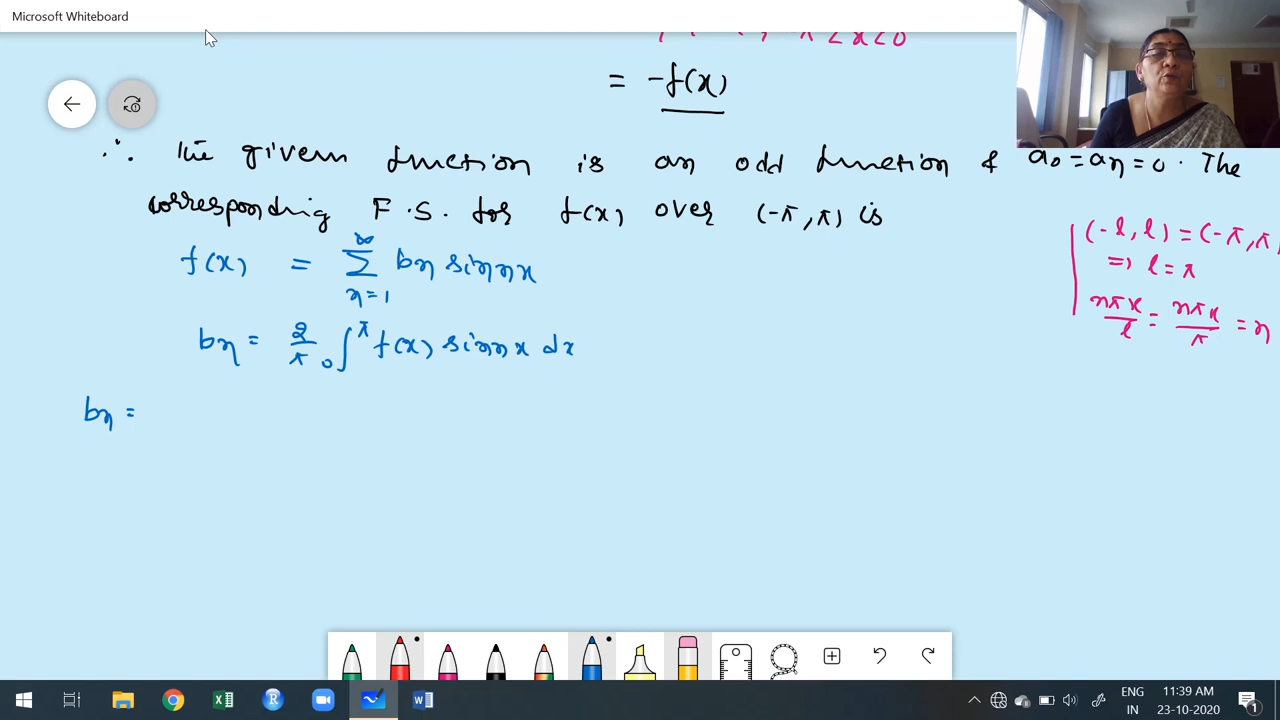 Microsoft Whiteboard
< x < 0
= -f(x)
∴ The given function is an odd function & a₀ = aₙ = 0. The
corresponding F.S. for f(x) over (-π, π) is
f(x) = ∑ₙ₌₁^∞ bₙ sin nx
bₙ = 2/π ₀∫^π f(x) sin nx dx
bₙ =
(-l, l) = (-π, π
=> l = π
nπx/l = nπx/π = n
ENG
IN
11:39 AM
23-10-2020
1